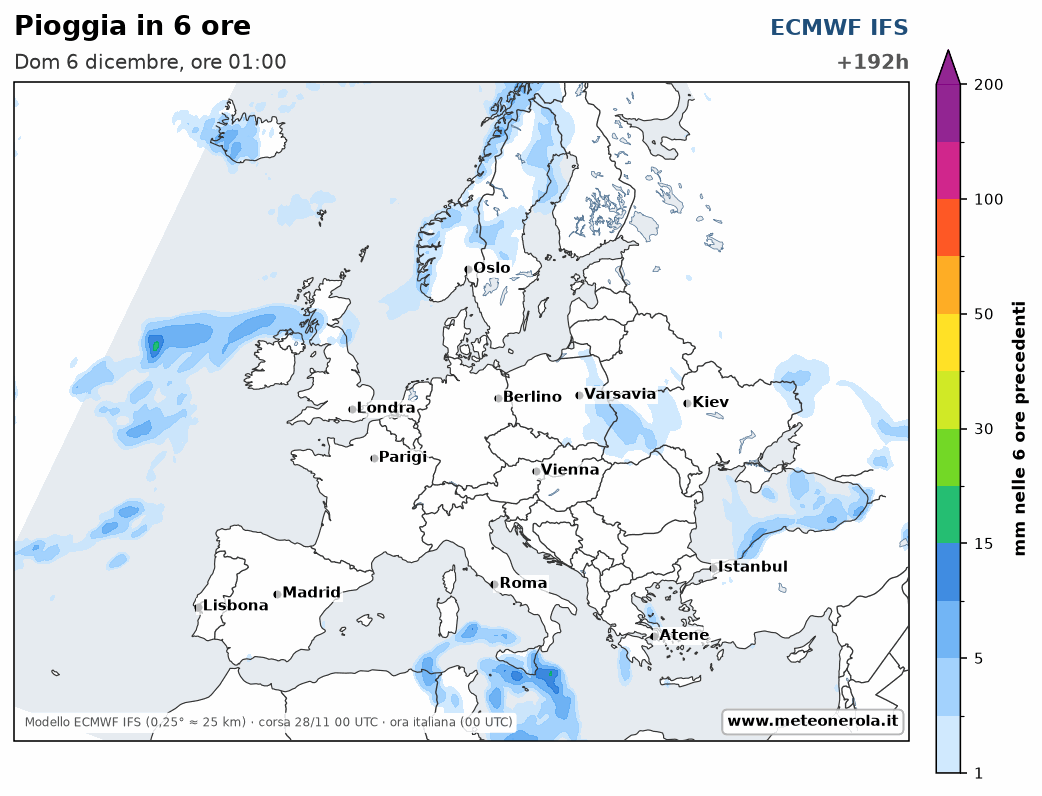 Pioggia in 6 ore
ECMWF IFS
Dom 6 dicembre, ore 01:00
+192h
200
100
50
30
15
5
1
mm nelle 6 ore precedenti
Oslo
Berlino
Varsavia
Kiev
Londra
Parigi
Vienna
Istanbul
Roma
Madrid
Lisbona
Atene
Modello ECMWF IFS (0,25° ≈ 25 km) · corsa 28/11 00 UTC · ora italiana (00 UTC)
www.meteonerola.it